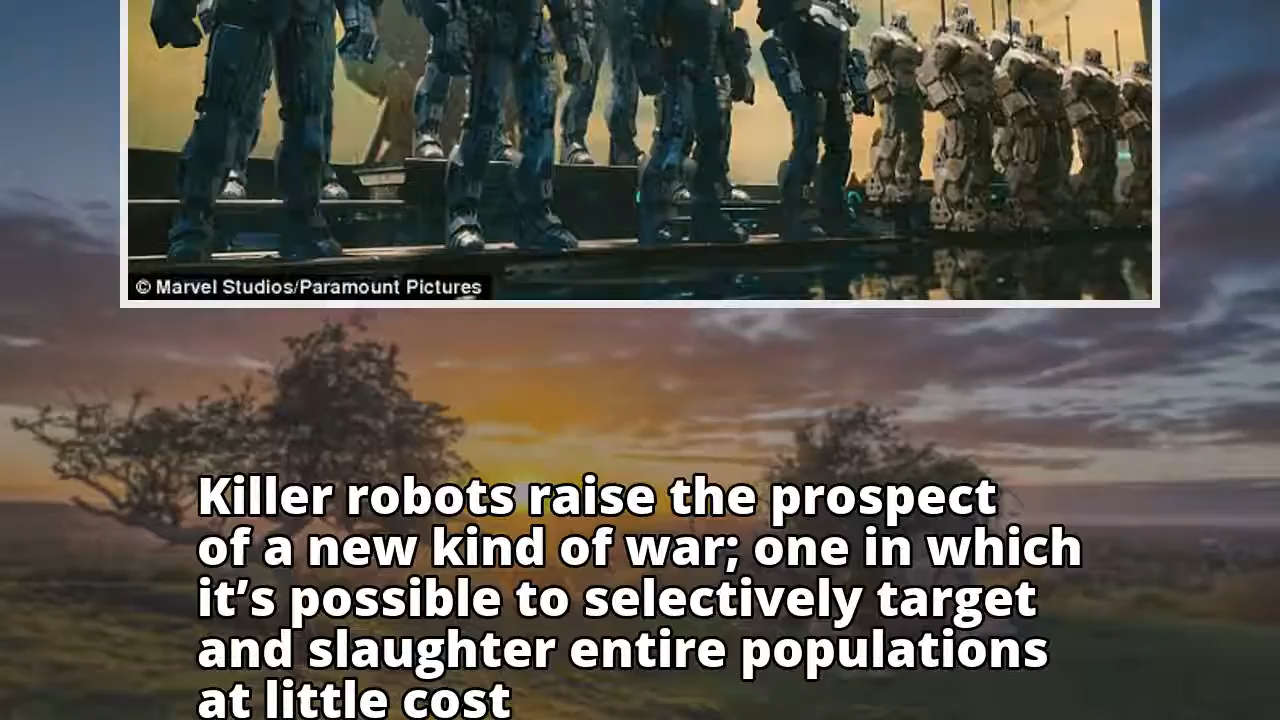 © Marvel Studios/Paramount Pictures
Killer robots raise the prospect
of a new kind of war; one in which
it’s possible to selectively target
and slaughter entire populations
at little cost